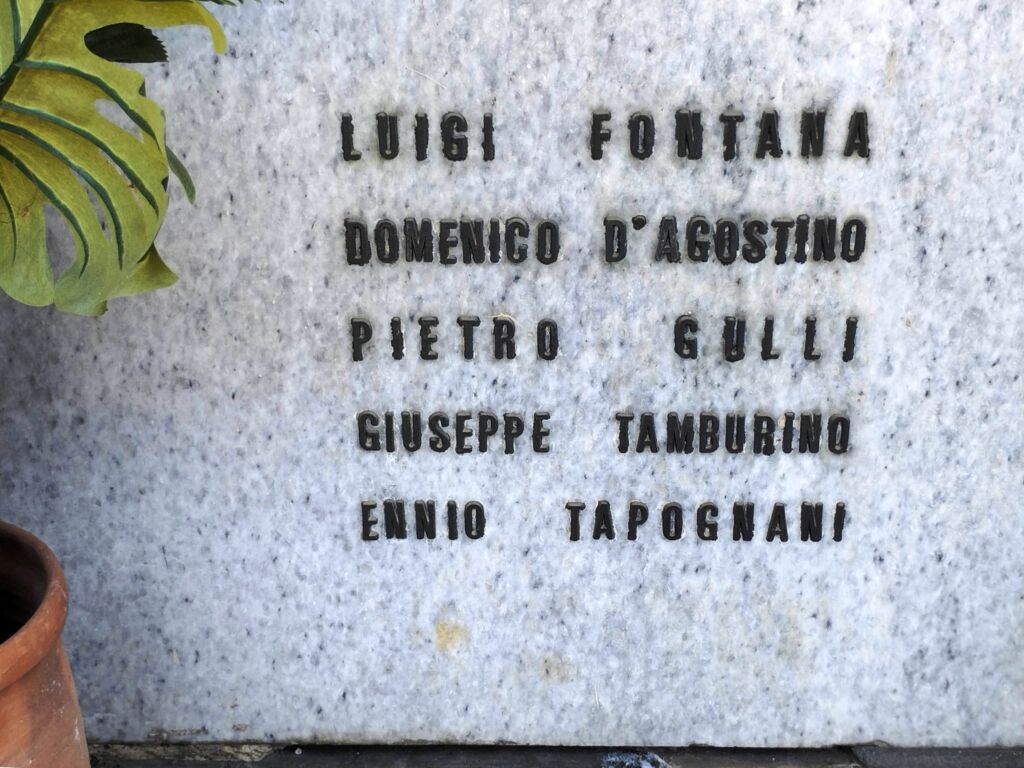 LUIGI FONTANA
DOMENICO D'AGOSTINO
PIETRO GULLI
GIUSEPPE TAMBURINO
ENNIO TAPOGNANI